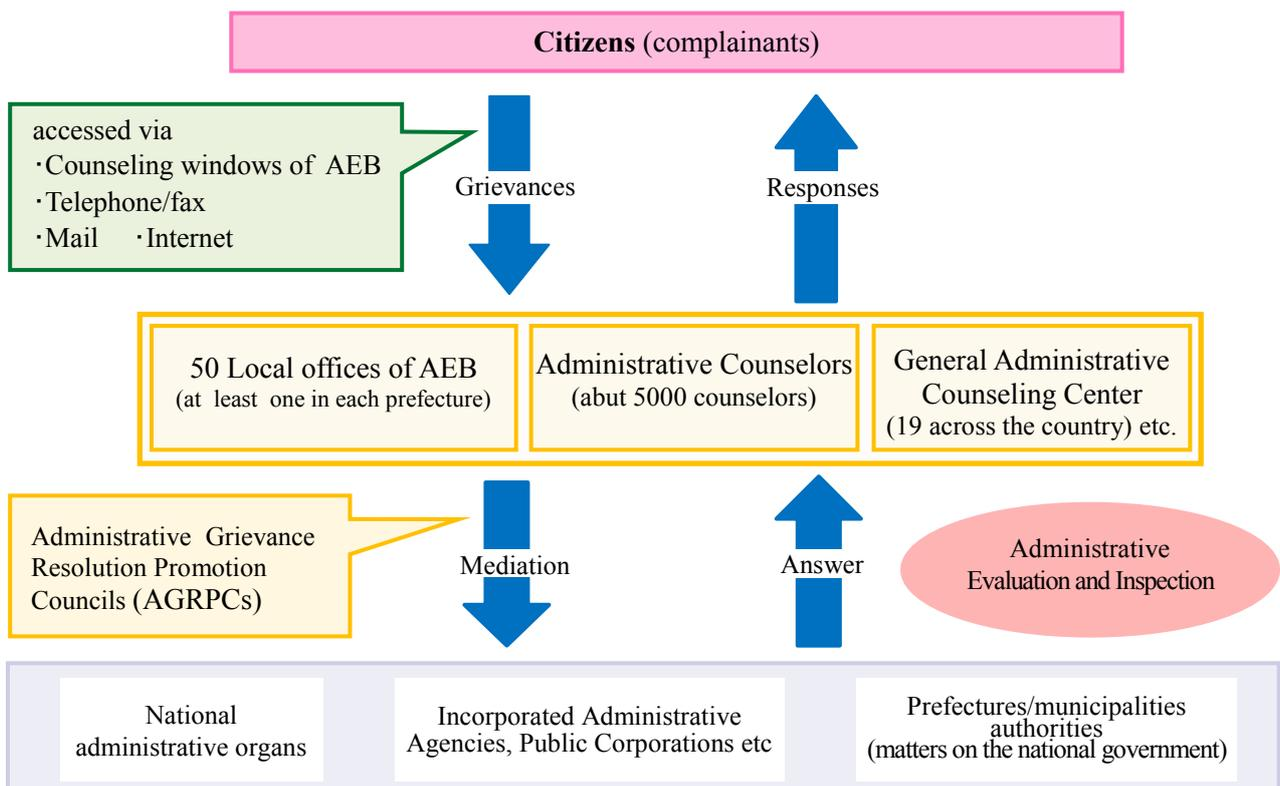 Citizens (complainants)
accessed via
・Counseling windows of AEB
・Telephone/fax
・Mail ・Internet
Grievances
Responses
50 Local offices of AEB
(at least one in each prefecture)
Administrative Counselors
(abut 5000 counselors)
General Administrative
Counseling Center
(19 across the country) etc.
Administrative Grievance
Resolution Promotion
Councils (AGRPCs)
Mediation
Answer
Administrative
Evaluation and Inspection
National
administrative organs
Incorporated Administrative
Agencies, Public Corporations etc
Prefectures/municipalities
authorities
(matters on the national government)